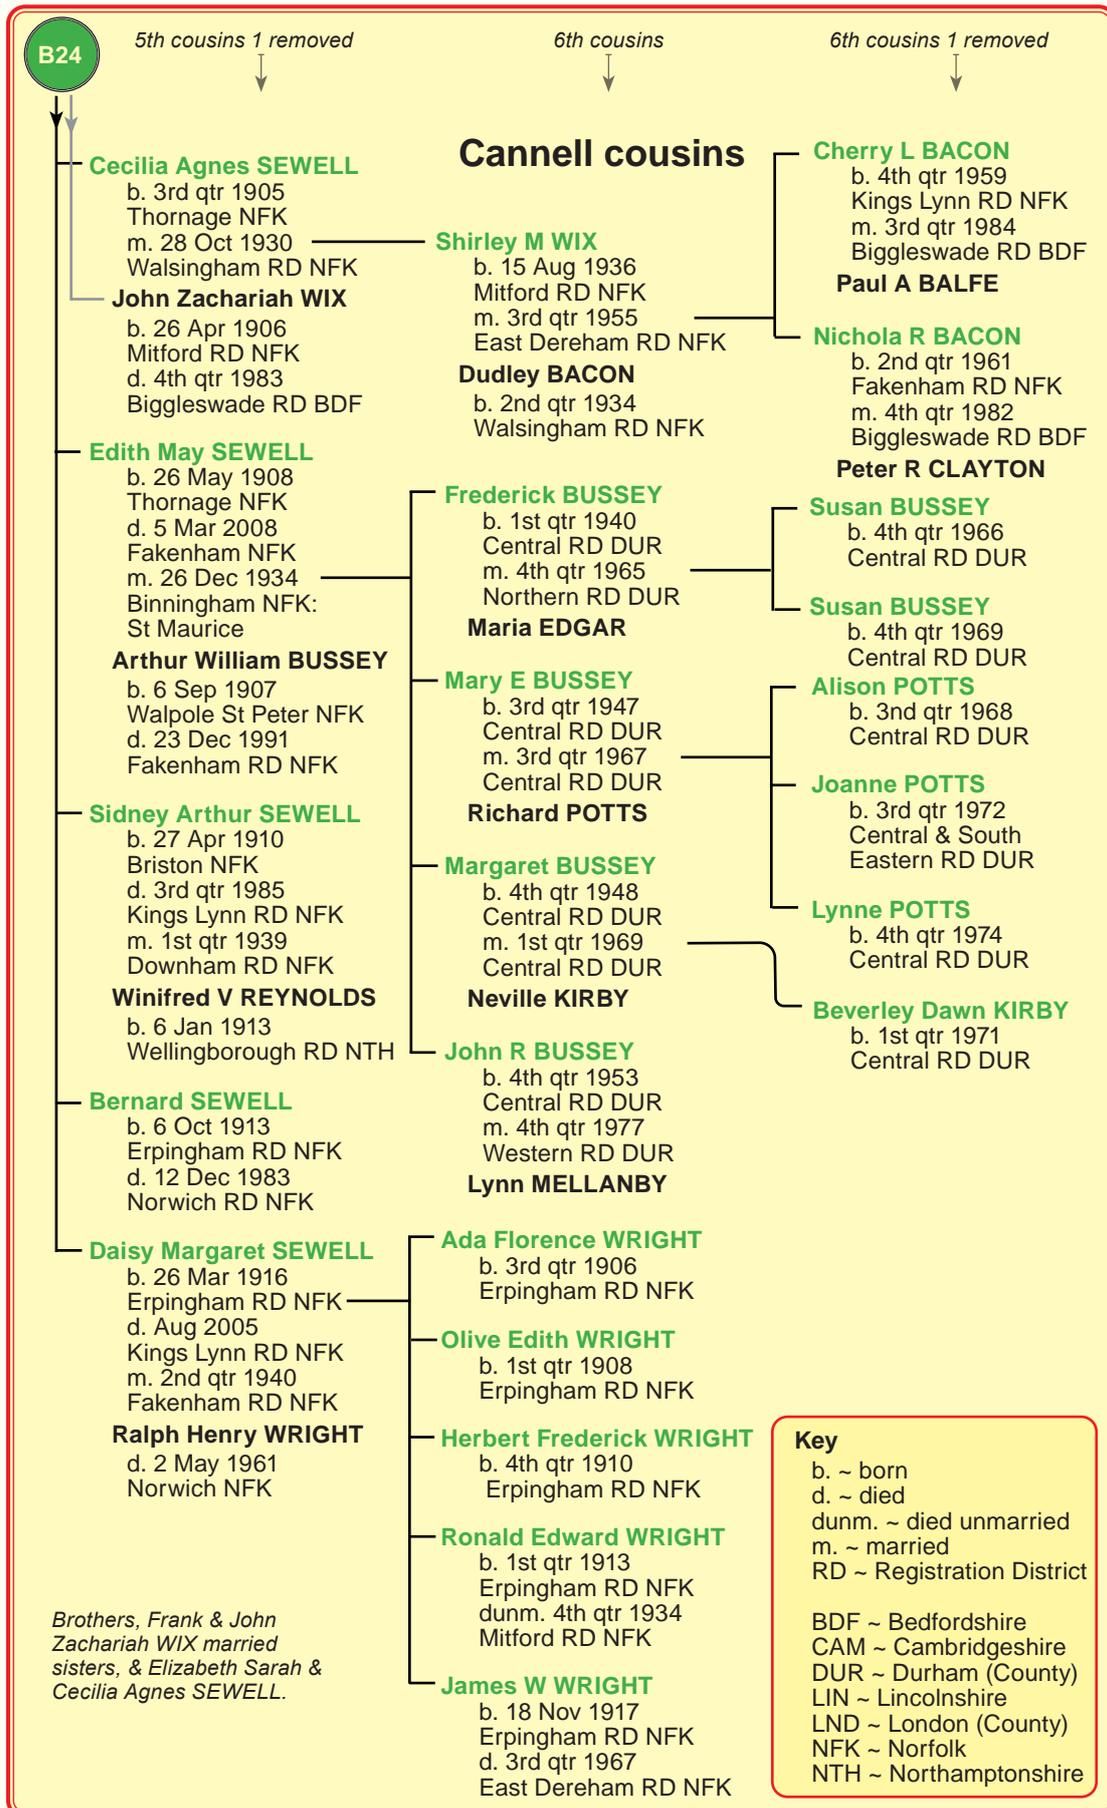 B24
5th cousins 1 removed
6th cousins
6th cousins 1 removed
Cannell cousins
Cecilia Agnes SEWELL
b. 3rd qtr 1905
Thornage NFK
m. 28 Oct 1930
Walsingham RD NFK
John Zachariah WIX
b. 26 Apr 1906
Mitford RD NFK
d. 4th qtr 1983
Biggleswade RD BDF
Edith May SEWELL
b. 26 May 1908
Thornage NFK
d. 5 Mar 2008
Fakenham NFK
m. 26 Dec 1934
Binningham NFK:
St Maurice
Arthur William BUSSEY
b. 6 Sep 1907
Walpole St Peter NFK
d. 23 Dec 1991
Fakenham RD NFK
Sidney Arthur SEWELL
b. 27 Apr 1910
Briston NFK
d. 3rd qtr 1985
Kings Lynn RD NFK
m. 1st qtr 1939
Downham RD NFK
Winifred V REYNOLDS
b. 6 Jan 1913
Wellingborough RD NTH
Bernard SEWELL
b. 6 Oct 1913
Erpingham RD NFK
d. 12 Dec 1983
Norwich RD NFK
Daisy Margaret SEWELL
b. 26 Mar 1916
Erpingham RD NFK
d. Aug 2005
Kings Lynn RD NFK
m. 2nd qtr 1940
Fakenham RD NFK
Ralph Henry WRIGHT
d. 2 May 1961
Norwich NFK
Brothers, Frank & John
Zachariah WIX married
sisters, & Elizabeth Sarah &
Cecilia Agnes SEWELL.
Shirley M WIX
b. 15 Aug 1936
Mitford RD NFK
m. 3rd qtr 1955
East Dereham RD NFK
Dudley BACON
b. 2nd qtr 1934
Walsingham RD NFK
Frederick BUSSEY
b. 1st qtr 1940
Central RD DUR
m. 4th qtr 1965
Northern RD DUR
Maria EDGAR
Mary E BUSSEY
b. 3rd qtr 1947
Central RD DUR
m. 3rd qtr 1967
Central RD DUR
Richard POTTS
Margaret BUSSEY
b. 4th qtr 1948
Central RD DUR
m. 1st qtr 1969
Central RD DUR
Neville KIRBY
John R BUSSEY
b. 4th qtr 1953
Central RD DUR
m. 4th qtr 1977
Western RD DUR
Lynn MELLANBY
Ada Florence WRIGHT
b. 3rd qtr 1906
Erpingham RD NFK
Olive Edith WRIGHT
b. 1st qtr 1908
Erpingham RD NFK
Herbert Frederick WRIGHT
b. 4th qtr 1910
Erpingham RD NFK
Ronald Edward WRIGHT
b. 1st qtr 1913
Erpingham RD NFK
dunm. 4th qtr 1934
Mitford RD NFK
James W WRIGHT
b. 18 Nov 1917
Erpingham RD NFK
d. 3rd qtr 1967
East Dereham RD NFK
Cherry L BACON
b. 4th qtr 1959
Kings Lynn RD NFK
m. 3rd qtr 1984
Biggleswade RD BDF
Paul A BALFE
Nichola R BACON
b. 2nd qtr 1961
Fakenham RD NFK
m. 4th qtr 1982
Biggleswade RD BDF
Peter R CLAYTON
Susan BUSSEY
b. 4th qtr 1966
Central RD DUR
Susan BUSSEY
b. 4th qtr 1969
Central RD DUR
Alison POTTS
b. 3nd qtr 1968
Central RD DUR
Joanne POTTS
b. 3rd qtr 1972
Central & South
Eastern RD DUR
Lynne POTTS
b. 4th qtr 1974
Central RD DUR
Beverley Dawn KIRBY
b. 1st qtr 1971
Central RD DUR
Key
b. ~ born
d. ~ died
dunm. ~ died unmarried
m. ~ married
RD ~ Registration District
BDF ~ Bedfordshire
CAM ~ Cambridgeshire
DUR ~ Durham (County)
LIN ~ Lincolnshire
LND ~ London (County)
NFK ~ Norfolk
NTH ~ Northamptonshire